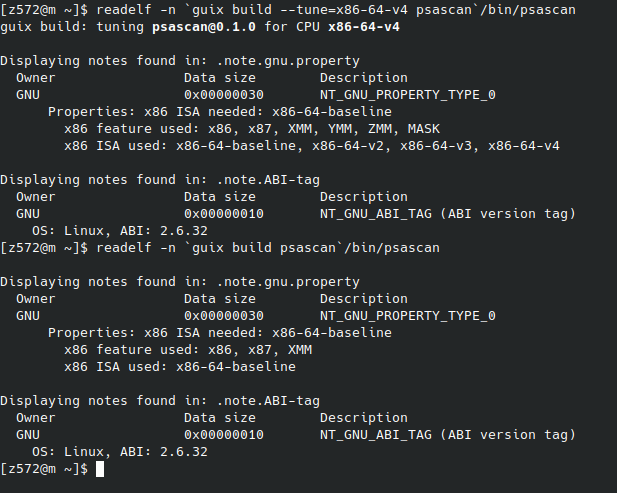 [z572@m ~]$ readelf -n `guix build --tune=x86-64-v4 psascan`/bin/psascan
guix build: tuning psascan@0.1.0 for CPU x86-64-v4

Displaying notes found in: .note.gnu.property
  Owner                Data size        Description
  GNU                  0x00000030       NT_GNU_PROPERTY_TYPE_0
      Properties: x86 ISA needed: x86-64-baseline
        x86 feature used: x86, x87, XMM, YMM, ZMM, MASK
        x86 ISA used: x86-64-baseline, x86-64-v2, x86-64-v3, x86-64-v4

Displaying notes found in: .note.ABI-tag
  Owner                Data size        Description
  GNU                  0x00000010       NT_GNU_ABI_TAG (ABI version tag)
    OS: Linux, ABI: 2.6.32
[z572@m ~]$ readelf -n `guix build psascan`/bin/psascan

Displaying notes found in: .note.gnu.property
  Owner                Data size        Description
  GNU                  0x00000030       NT_GNU_PROPERTY_TYPE_0
      Properties: x86 ISA needed: x86-64-baseline
        x86 feature used: x86, x87, XMM
        x86 ISA used: x86-64-baseline

Displaying notes found in: .note.ABI-tag
  Owner                Data size        Description
  GNU                  0x00000010       NT_GNU_ABI_TAG (ABI version tag)
    OS: Linux, ABI: 2.6.32
[z572@m ~]$